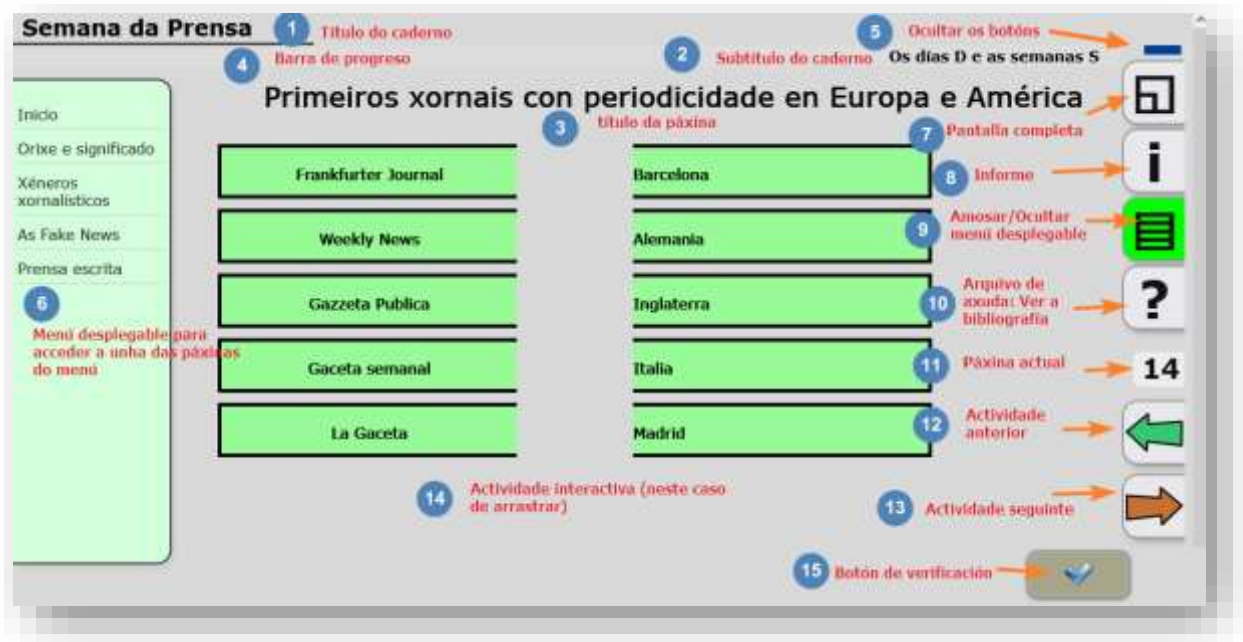 Semana da Prensa
1 Título do caderno
5 Ocultar os botóns
4 Barra de progreso
2 Subtítulo do caderno
Os días D e as semanas S
Primeiros xornais con periodicidade en Europa e América
3 título da páxina
7 Pantalla completa
Inicio
Orixe e significado
Xéneros
xornalísticos
As Fake News
Prensa escrita
6
Menú desplegable para
acceder a unha das páxinas
do menú
Frankfurter Journal
Barcelona
Weekly News
Alemania
Gazzeta Publica
Inglaterra
Gaceta semanal
Italia
La Gaceta
Madrid
8 Informe
i
9 Amosar/Ocultar
menú desplegable
10 Arquivo de
axuda: Ver a
bibliografía
?
11 Páxina actual
14
12 Actividade
anterior
14 Actividade interactiva (neste caso
de arrastrar)
13 Actividade seguinte
15 Botón de verificación